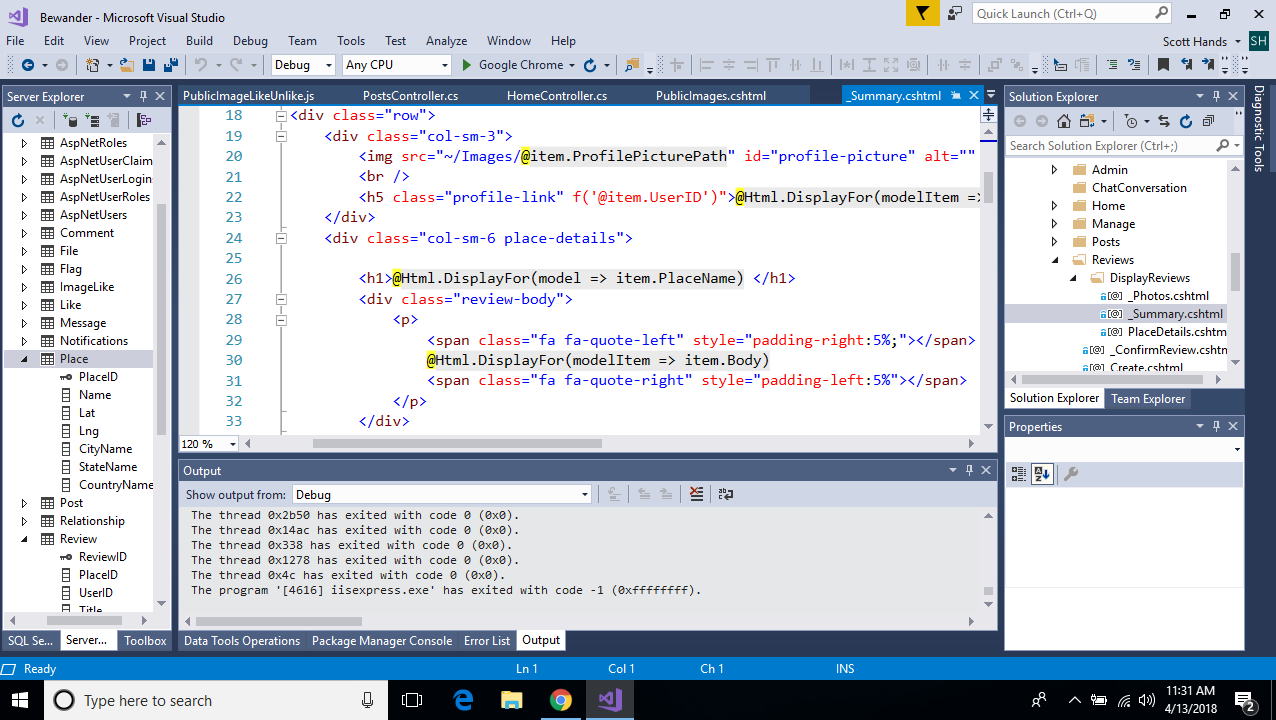 Bewander - Microsoft Visual Studio
Quick Launch (Ctrl+Q)
File Edit View Project Build Debug Team Tools Test Analyze Window Help
Scott Hands SH
Debug Any CPU Google Chrome
Server Explorer
AspNetRoles
AspNetUserClaim
AspNetUserLogin
AspNetUserRoles
AspNetUsers
Comment
File
Flag
ImageLike
Like
Message
Notifications
Place
PlaceID
Name
Lat
Lng
CityName
StateName
CountryName
Post
Relationship
Review
ReviewID
PlaceID
UserID
Title
SQL Se... Server... Toolbox
PublicImageLikeUnlike.js PostsController.cs HomeController.cs PublicImages.cshtml _Summary.cshtml
18 <div class="row">
19 <div class="col-sm-3">
20 <img src="~/Images/@item.ProfilePicturePath" id="profile-picture" alt=""
21 <br />
22 <h5 class="profile-link" f('@item.UserID')">@Html.DisplayFor(modelItem =>
23 </div>
24 <div class="col-sm-6 place-details">
25
26 <h1>@Html.DisplayFor(model => item.PlaceName) </h1>
27 <div class="review-body">
28 <p>
29 <span class="fa fa-quote-left" style="padding-right:5%;"></span>
30 @Html.DisplayFor(modelItem => item.Body)
31 <span class="fa fa-quote-right" style="padding-left:5%"></span>
32 </p>
33 </div>
120 %
Output
Show output from: Debug
The thread 0x2b50 has exited with code 0 (0x0).
The thread 0x14ac has exited with code 0 (0x0).
The thread 0x338 has exited with code 0 (0x0).
The thread 0x1278 has exited with code 0 (0x0).
The thread 0x4c has exited with code 0 (0x0).
The program '[4616] iisexpress.exe' has exited with code -1 (0xffffffff).
Data Tools Operations Package Manager Console Error List Output
Solution Explorer
Search Solution Explorer (Ctrl+;)
Admin
ChatConversation
Home
Manage
Posts
Reviews
DisplayReviews
_Photos.cshtml
_Summary.cshtml
PlaceDetails.cshtm
_ConfirmReview.cshtn
Create.cshtml
Solution Explorer Team Explorer
Properties
Diagnostic Tools
Ready Ln 1 Col 1 Ch 1 INS
Type here to search
11:31 AM
4/13/2018
2